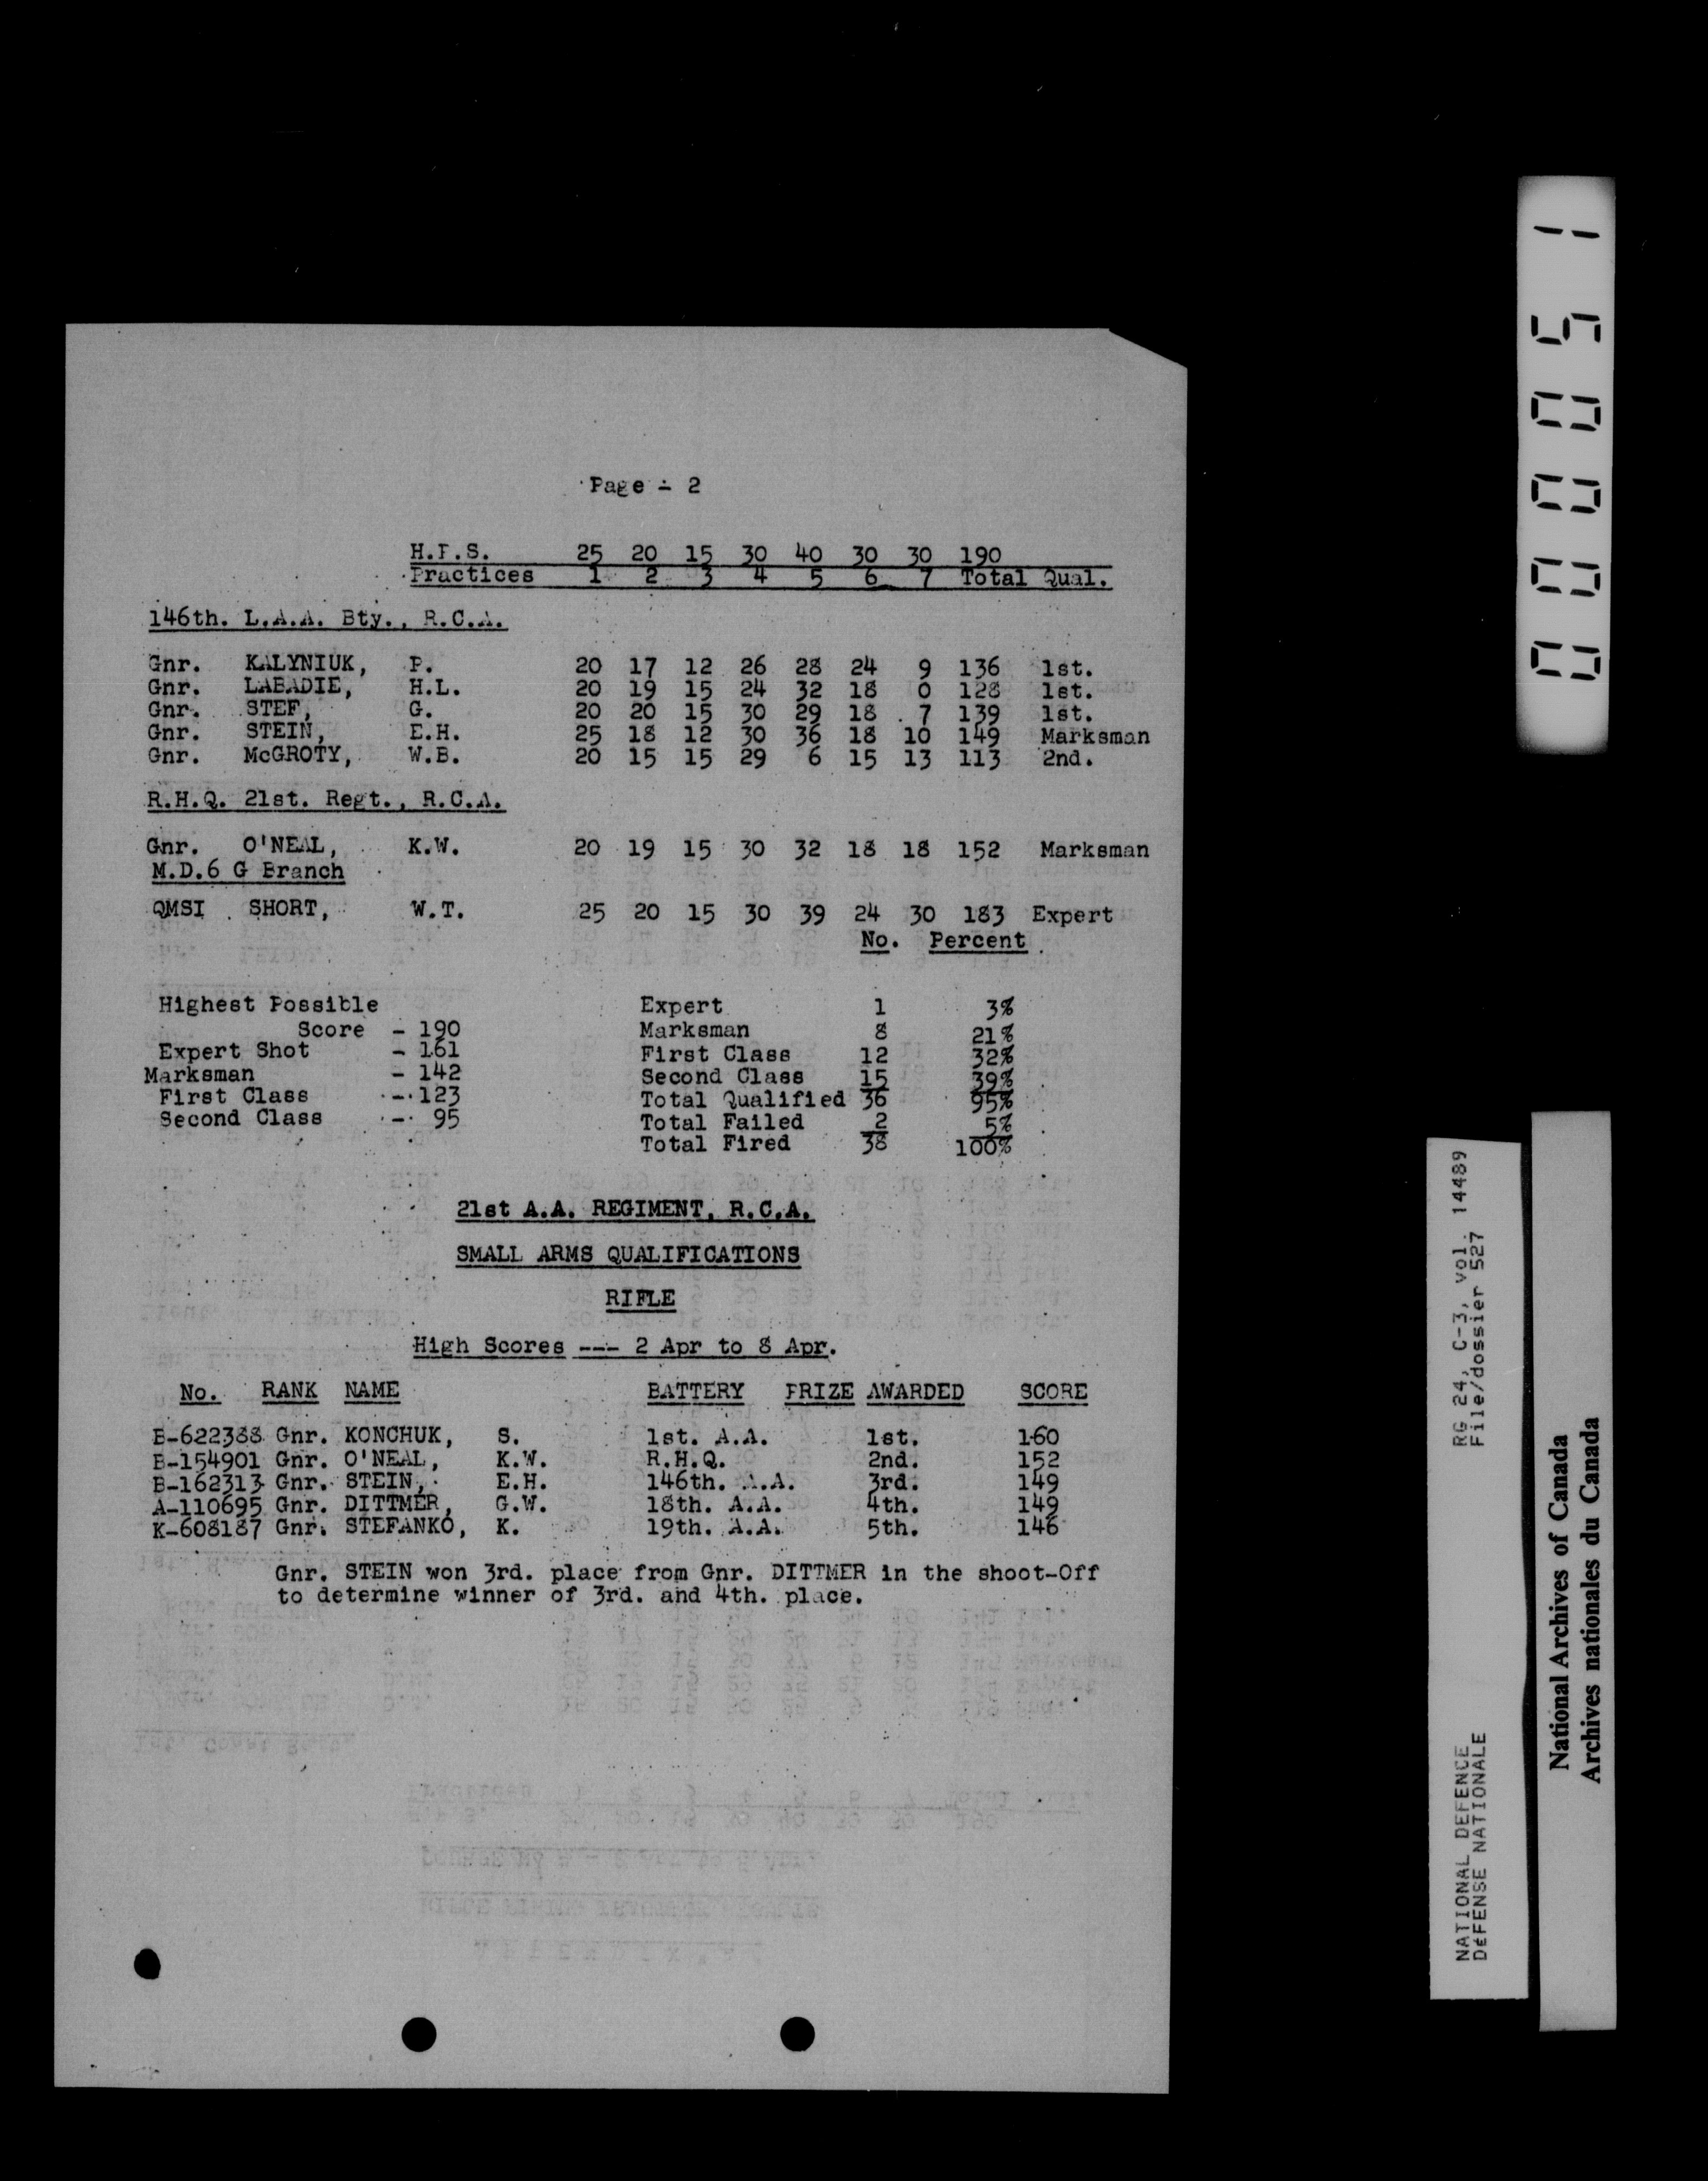 Page - 2
H.P.S. 25 20 15 30 40 30 30 190
Practices 1 2 3 4 5 6 7 Total Qual.
146th. L.A.A. Bty., R.C.A.
Gnr. KALYNIUK, P. 20 17 12 26 28 24 9 136 1st.
Gnr. LABADIE, H.L. 20 19 15 24 32 18 0 128 1st.
Gnr. STEF, G. 20 20 15 30 29 18 7 139 1st.
Gnr. STEIN, E.H. 25 18 12 30 36 18 10 149 Marksman
Gnr. McGROTY, W.B. 20 15 15 29 6 15 13 113 2nd.
R.H.Q. 21st. Regt., R.C.A.
Gnr. O'NEAL, K.W. 20 19 15 30 32 18 18 152 Marksman
M.D.6 G Branch
QMSI SHORT, W.T. 25 20 15 30 39 24 30 183 Expert
No. Percent
Highest Possible Expert 1 3%
Score - 190 Marksman 8 21%
Expert Shot - 161 First Class 12 32%
Marksman - 142 Second Class 15 39%
First Class - 123 Total Qualified 36 95%
Second Class - 95 Total Failed 2 5%
Total Fired 38 100%
21st A.A. REGIMENT, R.C.A.
SMALL ARMS QUALIFICATIONS
RIFLE
High Scores --- 2 Apr to 8 Apr.
No. RANK NAME BATTERY PRIZE AWARDED SCORE
B-622388 Gnr. KONCHUK, S. 1st. A.A. 1st. 160
B-154901 Gnr. O'NEAL, K.W. R.H.Q. 2nd. 152
B-162313 Gnr. STEIN, E.H. 146th. A.A. 3rd. 149
A-110695 Gnr. DITTMER, G.W. 18th. A.A. 4th. 149
K-608187 Gnr. STEFANKO, K. 19th. A.A. 5th. 146
Gnr. STEIN won 3rd. place from Gnr. DITTMER in the shoot-Off
to determine winner of 3rd. and 4th. place.
000051
NATIONAL DEFENCE RG 24, C-3, vol. 14489
DéFENSE NATIONALE File/dossier 527
National Archives of Canada
Archives nationales du Canada